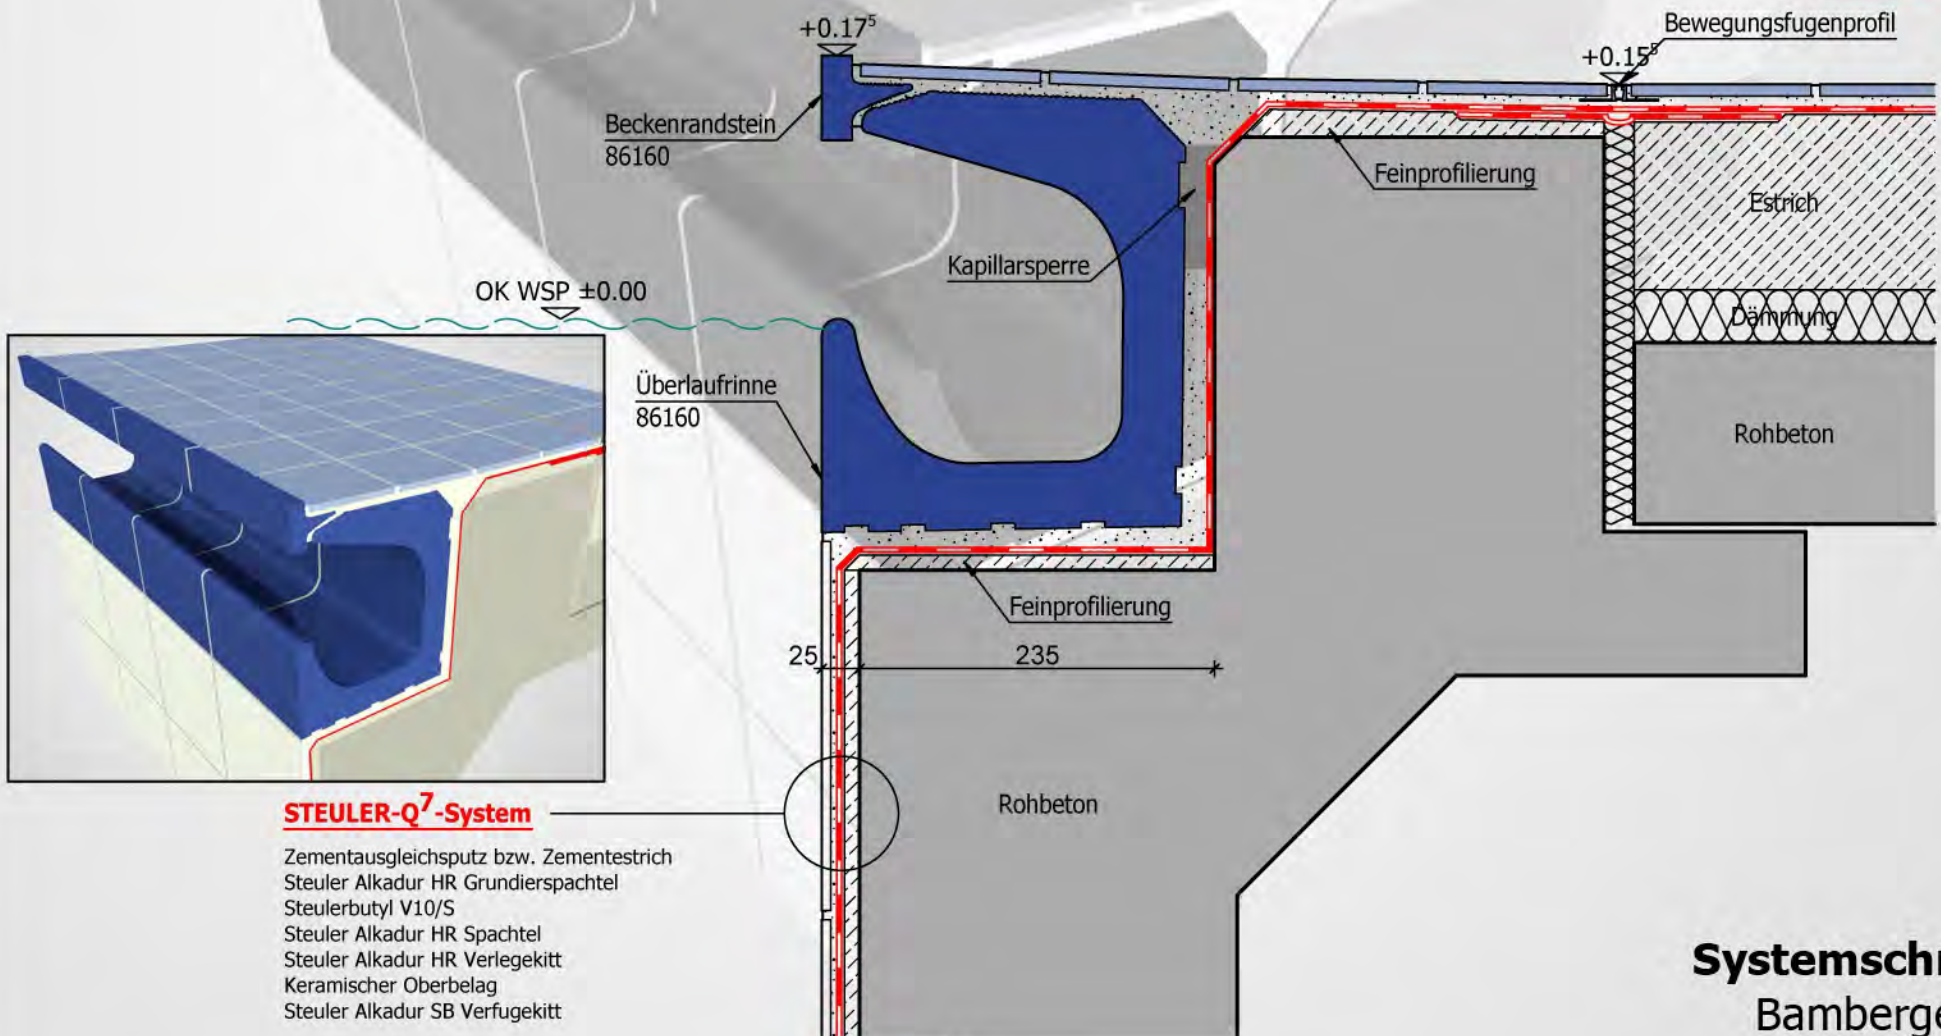 +0.17⁵
Bewegungsfugenprofil
+0.15⁵
Beckenrandstein
86160
Feinprofilierung
Estrich
Kapillarsperre
OK WSP ±0.00
Dämmung
Überlaufrinne
86160
Rohbeton
Feinprofilierung
25
235
STEULER-Q⁷-System
Rohbeton
Zementausgleichsputz bzw. Zementestrich
Steuler Alkadur HR Grundierspachtel
Steulerbutyl V10/S
Steuler Alkadur HR Spachtel
Steuler Alkadur HR Verlegekitt
Keramischer Oberbelag
Steuler Alkadur SB Verfugekitt
Systemschn
Bamberge